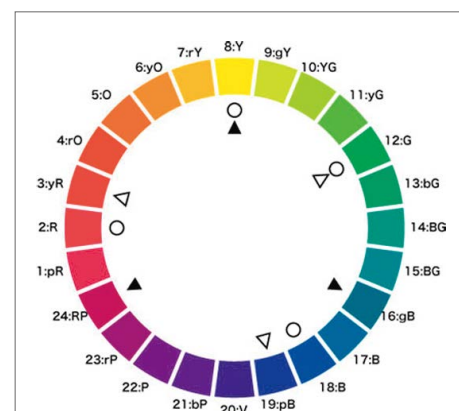 8:Y
9:gY
10:YG
11:yG
12:G
13:bG
14:BG
15:BG
16:gB
17:B
18:B
19:pB
20:V
21:bP
22:P
23:rP
24:RP
1:pR
2:R
3:yR
4:rO
5:O
6:yO
7:rY